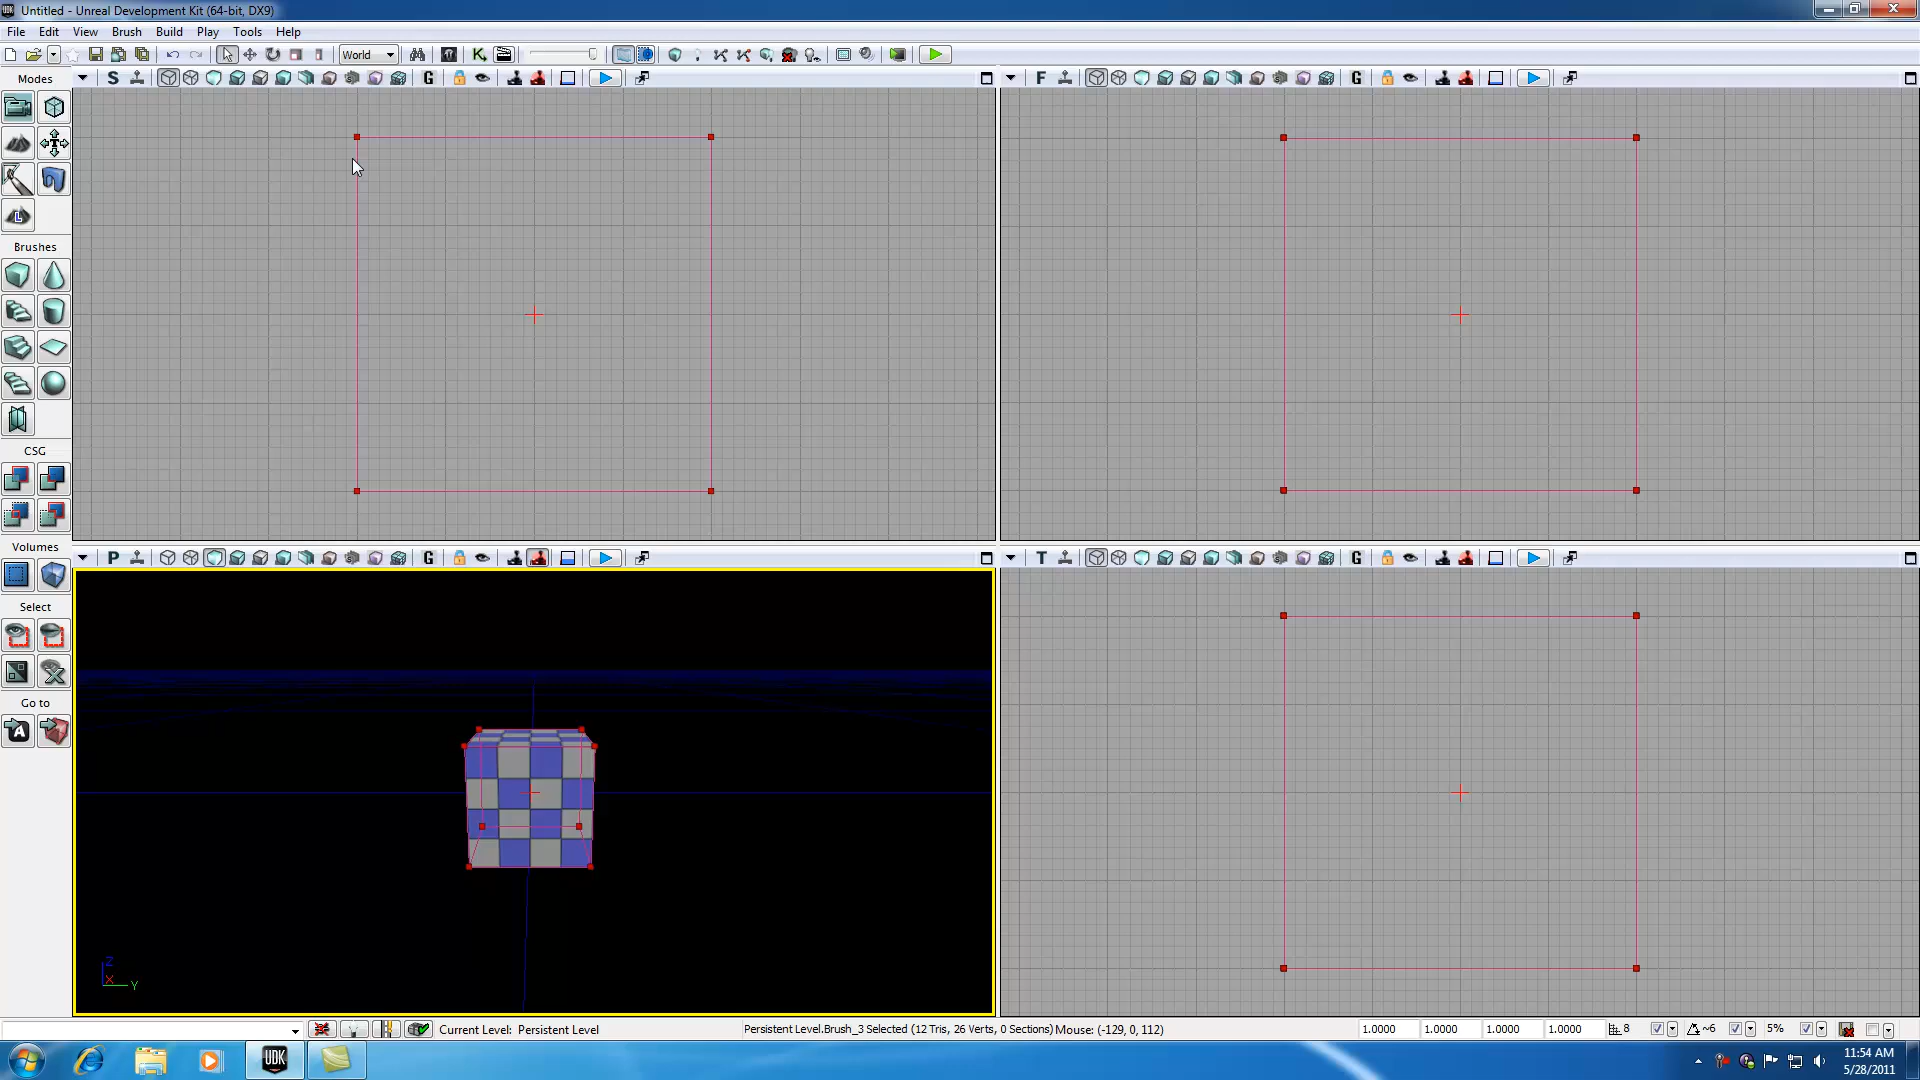 Untitled - Unreal Development Kit (64-bit, DX9)
File Edit View Brush Build Play Tools Help
World
Modes
S G
F G
Brushes
CSG
Volumes
Select
Go to
P G
T G
L
A
Z
X Y
Current Level: Persistent Level
Persistent Level.Brush_3 Selected (12 Tris, 26 Verts, 0 Sections) Mouse: (-129, 0, 112)
1.0000 1.0000 1.0000 1.0000 8 ~6 5%
UDK
11:54 AM
5/28/2011